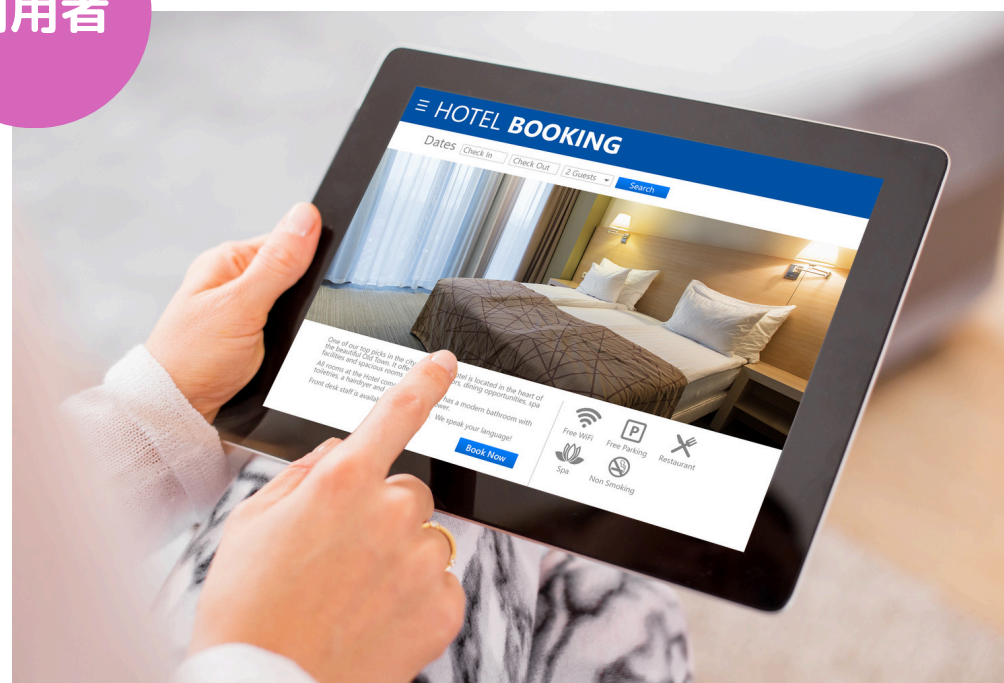 用者
HOTEL BOOKING
Dates Check In Check Out 2 Guests Search
One of our top picks in the city. hotel is located in the heart of
the beautiful Old Town. It offe dining opportunities, spa
facilities and spacious rooms
All rooms at the Hotel com has a modern bathroom with
toiletries, a hairdryer and
Front desk staff is availab
We speak your language!
Book Now
Free WiFi Free Parking Restaurant
Spa Non Smoking